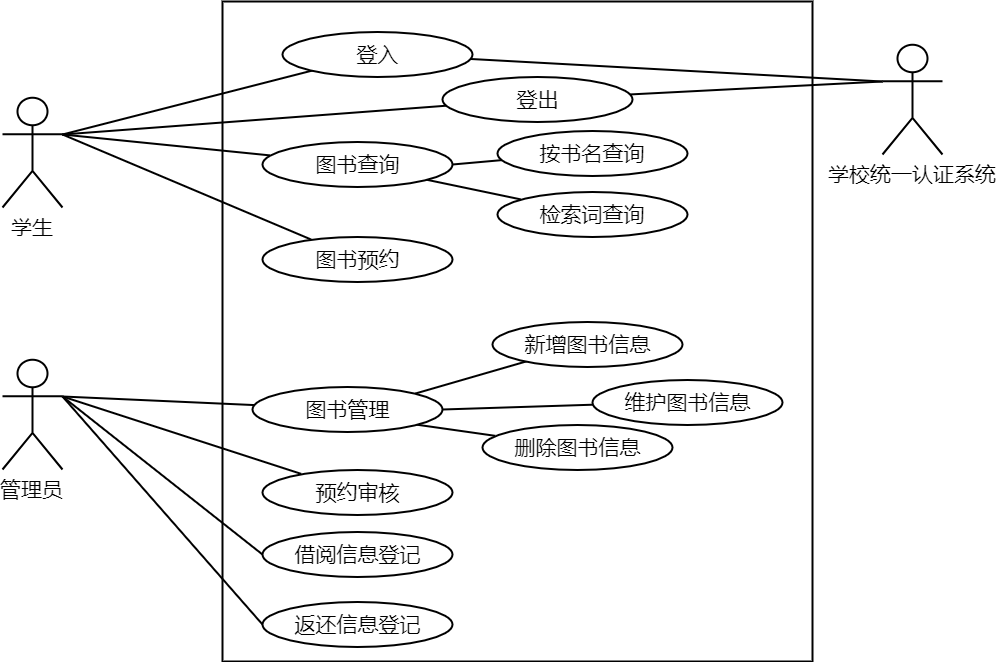 登入
登出
图书查询
按书名查询
检索词查询
图书预约
学生
学校统一认证系统
新增图书信息
图书管理
维护图书信息
删除图书信息
管理员
预约审核
借阅信息登记
返还信息登记